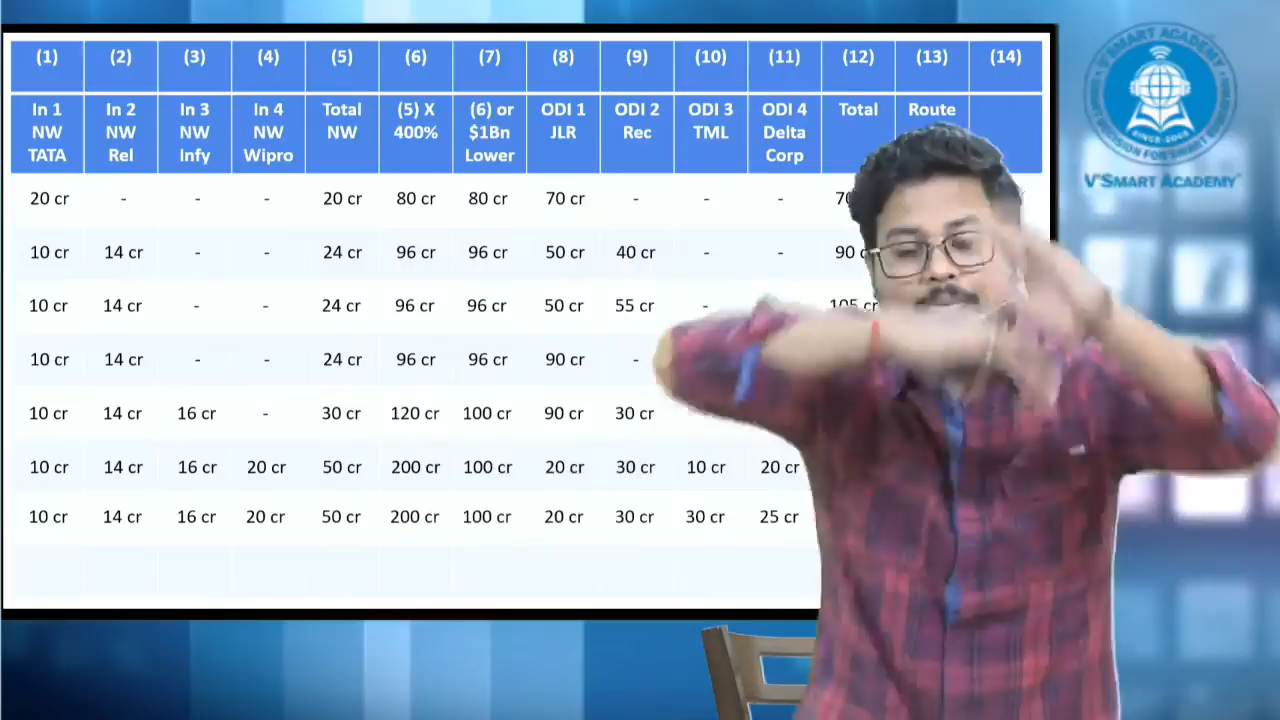 (1) (2) (3) (4) (5) (6) (7) (8) (9) (10) (11) (12) (13) (14)
In 1 NW TATA In 2 NW Rel In 3 NW Infy In 4 NW Wipro Total NW (5) X 400% (6) or $1Bn Lower ODI 1 JLR ODI 2 Rec ODI 3 TML ODI 4 Delta Corp Total Route
20 cr - - - 20 cr 80 cr 80 cr 70 cr - - -
10 cr 14 cr - - 24 cr 96 cr 96 cr 50 cr 40 cr - - 90 c
10 cr 14 cr - - 24 cr 96 cr 96 cr 50 cr 55 cr - 105 cr
10 cr 14 cr - - 24 cr 96 cr 96 cr 90 cr -
10 cr 14 cr 16 cr - 30 cr 120 cr 100 cr 90 cr 30 cr
10 cr 14 cr 16 cr 20 cr 50 cr 200 cr 100 cr 20 cr 30 cr 10 cr 20 cr
10 cr 14 cr 16 cr 20 cr 50 cr 200 cr 100 cr 20 cr 30 cr 30 cr 25 cr
V'SMART ACADEMY
SINCE 2008
V'SMART ACADEMY